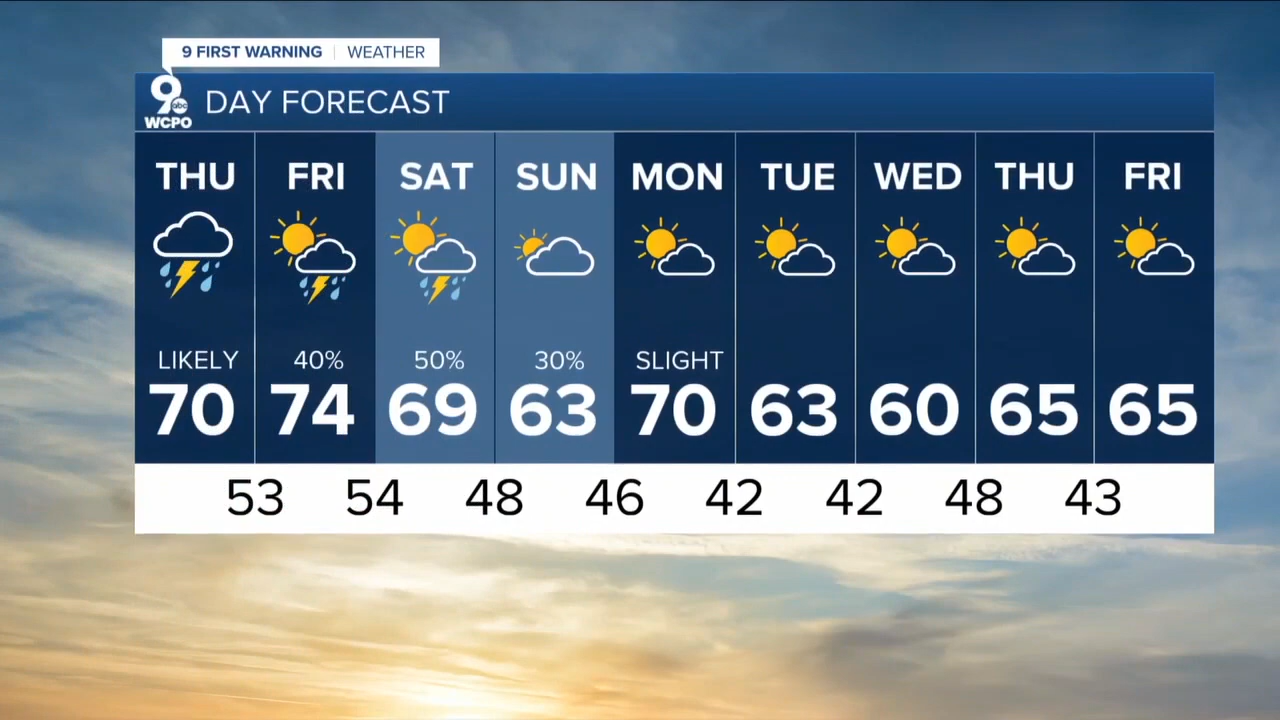 9 FIRST WARNING | WEATHER
9 abc WCPO DAY FORECAST
THU FRI SAT SUN MON TUE WED THU FRI
LIKELY 40% 50% 30% SLIGHT
70 74 69 63 70 63 60 65 65
53 54 48 46 42 42 48 43